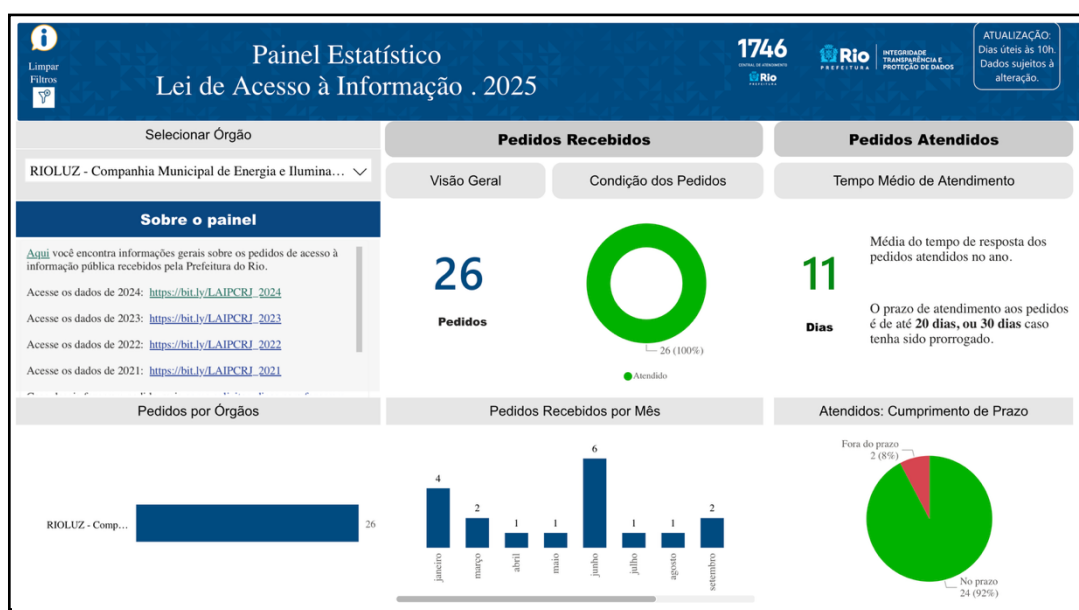 Limpar
Filtros
Painel Estatístico
Lei de Acesso à Informação . 2025
1746
CENTRAL DE ATENDIMENTO
Rio
Rio
PREFEITURA
INTEGRIDADE
TRANSPARÊNCIA E
PROTEÇÃO DE DADOS
ATUALIZAÇÃO:
Dias úteis às 10h.
Dados sujeitos à
alteração.
Selecionar Órgão
RIOLUZ - Companhia Municipal de Energia e Ilumina...
Sobre o painel
Aqui você encontra informações gerais sobre os pedidos de acesso à
informação pública recebidos pela Prefeitura do Rio.
Acesse os dados de 2024: https://bit.ly/LAIPCRJ_2024
Acesse os dados de 2023: https://bit.ly/LAIPCRJ_2023
Acesse os dados de 2022: https://bit.ly/LAIPCRJ_2022
Acesse os dados de 2021: https://bit.ly/LAIPCRJ_2021
Pedidos Recebidos
Visão Geral
Condição dos Pedidos
26
Pedidos
26 (100%)
Atendido
Pedidos Atendidos
Tempo Médio de Atendimento
11
Dias
Média do tempo de resposta dos
pedidos atendidos no ano.
O prazo de atendimento aos pedidos
é de até 20 dias, ou 30 dias caso
tenha sido prorrogado.
Pedidos por Órgãos
RIOLUZ - Comp...
26
Pedidos Recebidos por Mês
4
2
1
1
6
1
1
2
janeiro
março
abril
maio
junho
julho
agosto
setembro
Atendidos: Cumprimento de Prazo
Fora do prazo
2 (8%)
No prazo
24 (92%)